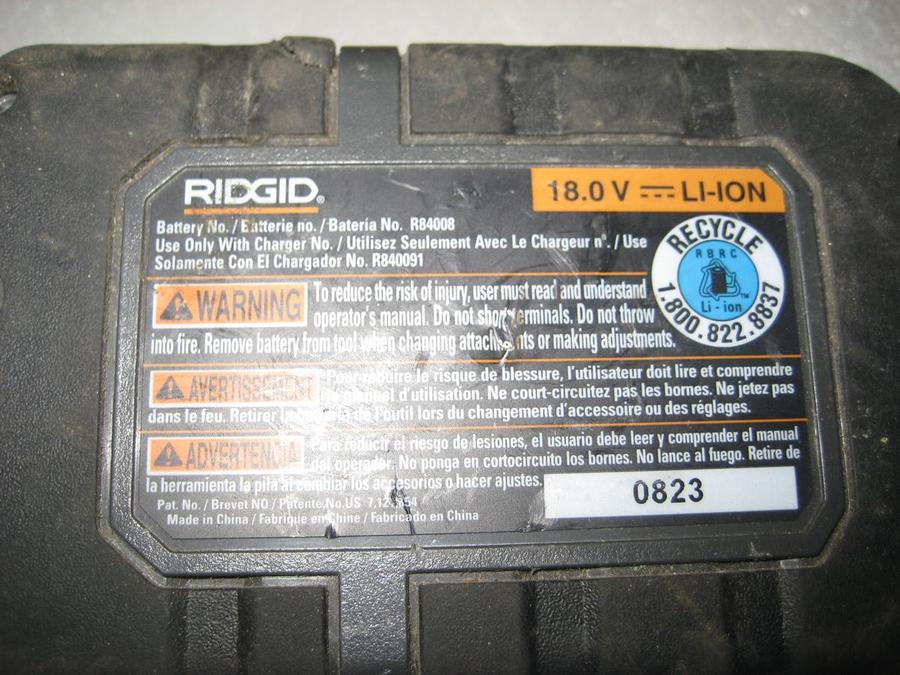 RIDGID®
18.0 V ⎓ LI-ION
Battery No. / Batterie no. / Batería No. R84008
Use Only With Charger No. / Utilisez Seulement Avec Le Chargeur nº. / Use
Solamente Con El Chargador No. R840091
RECYCLE
RBRC
Li-ion
TM
1.800.822.8837
WARNING To reduce the risk of injury, user must read and understand
operator's manual. Do not short terminals. Do not throw
into fire. Remove battery from tool when changing attachments or making adjustments.
AVERTISSEMENT Pour réduire le risque de blessure, l'utilisateur doit lire et comprendre
le manuel d'utilisation. Ne court-circuitez pas les bornes. Ne jetez pas
dans le feu. Retirer la batterie de l'outil lors du changement d'accessoire ou des réglages.
ADVERTENCIA Para reducir el riesgo de lesiones, el usuario debe leer y comprender el manual
del operador. No ponga en cortocircuito los bornes. No lance al fuego. Retire de
la herramienta la pila al cambiar los accesorios o hacer ajustes.
0823
Pat. No. / Brevet NO / Patente No. US
Made in China / Fabrique en Chine / Fabricado en China